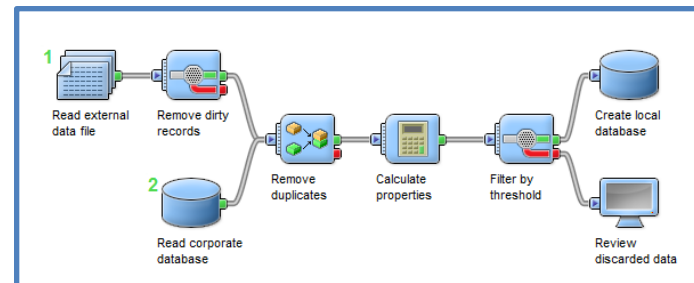 1
Read external
data file
Remove dirty
records
2
Read corporate
database
Remove
duplicates
Calculate
properties
Filter by
threshold
Create local
database
Review
discarded data